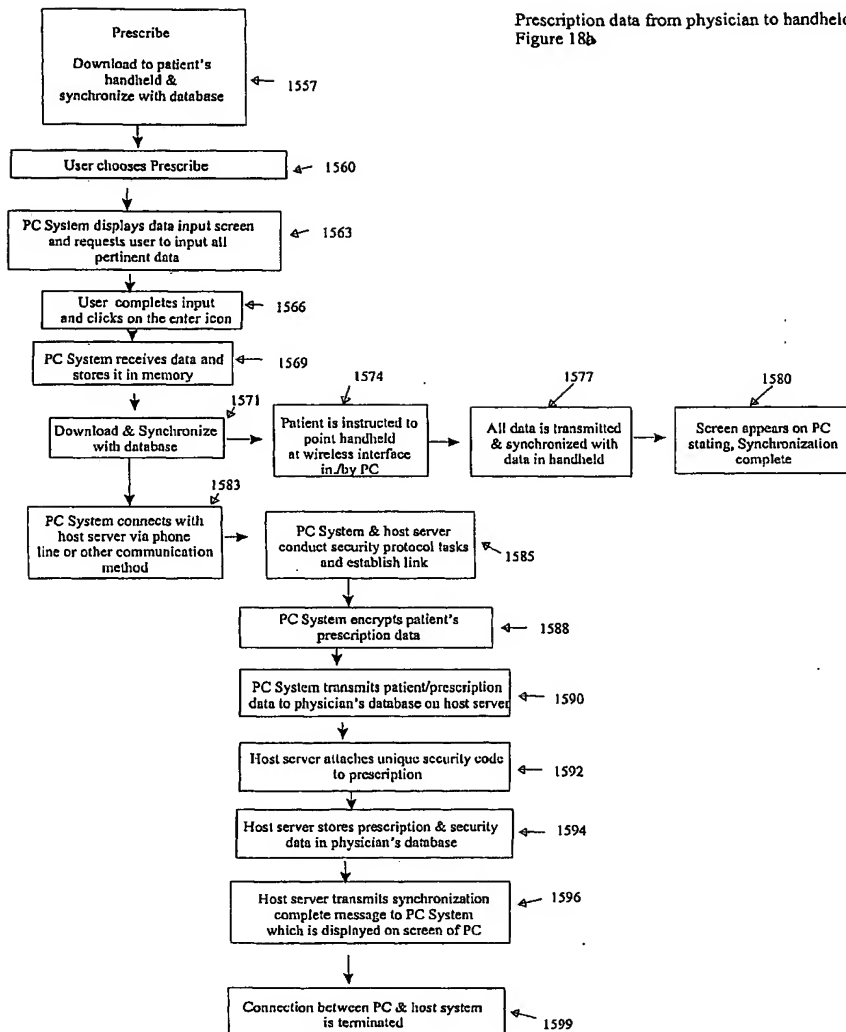 Prescription data from physician to handheld
Figure 18b
Prescribe
Download to patient's
handheld &
synchronize with database
1557
User chooses Prescribe
1560
PC System displays data input screen
and requests user to input all
pertinent data
1563
User completes input
and clicks on the enter icon
1566
PC System receives data and
stores it in memory
1569
Download & Synchronize
with database
1571
Patient is instructed to
point handheld
at wireless interface
in./by PC
1574
All data is transmitted
& synchronized with
data in handheld
1577
Screen appears on PC
stating, Synchronization
complete
1580
1583
PC System connects with
host server via phone
line or other communication
method
PC System & host server
conduct security protocol tasks
and establish link
1585
PC System encrypts patient's
prescription data
1588
PC System transmits patient/prescription
data to physician's database on host server
1590
Host server attaches unique security code
to prescription
1592
Host server stores prescription & security
data in physician's database
1594
Host server transmits synchronization
complete message to PC System
which is displayed on screen of PC
1596
Connection between PC & host system
is terminated
1599